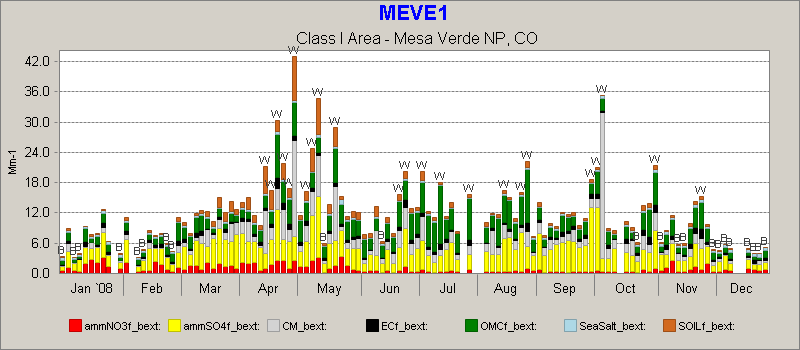 MEVE1
Class I Area - Mesa Verde NP, CO
Mm-1
42.0
36.0
30.0
24.0
18.0
12.0
6.0
0.0
Jan `08 Feb Mar Apr May Jun Jul Aug Sep Oct Nov Dec
ammNO3f_bext: ammSO4f_bext: CM_bext: ECf_bext: OMCf_bext: SeaSalt_bext: SOILf_bext: